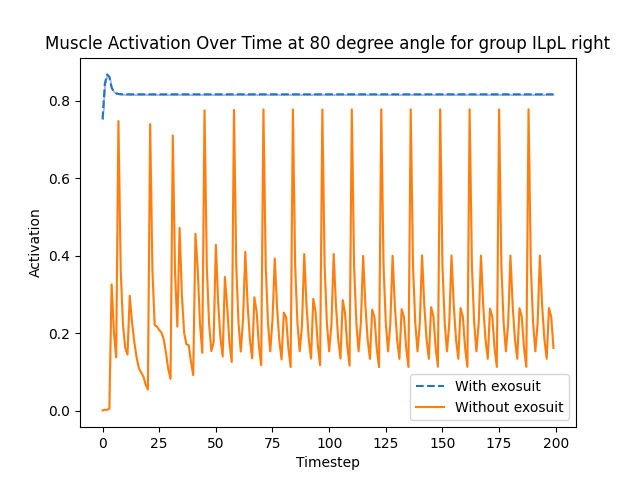 Muscle Activation Over Time at 80 degree angle for group ILpL right
Activation
0.8
0.6
0.4
0.2
0.0
With exosuit
Without exosuit
0 25 50 75 100 125 150 175 200
Timestep